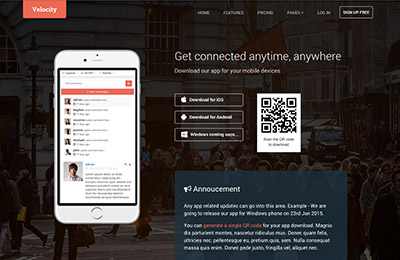 Velocity
HOME FEATURES PRICING PAGES LOG IN SIGN UP FREE
Get connected anytime, anywhere
Download our app for your mobile devices
Download for iOS
Download for Android
Windows coming soon...
Scan the QR code
to download
Annoucement
Any app related updates can go into this area. Example - We are
going to release our app for Windows phone on 23rd Jan 2015.
You can generate a single QR code for your app download. Magnis
dis parturient montes, nascetur ridiculus mus. Donec quam felis,
ultricies nec, pellentesque eu, pretium quis, sem. Nulla consequat
massa quis enim. Donec pede justo, fringilla vel, aliquet nec.